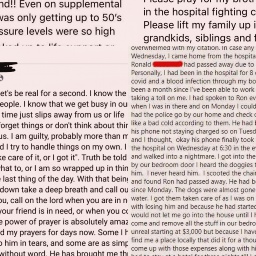 nd!! Even on supplemental
was only getting up to 50's
ssure levels were so high
!!
Let's be real for a second. I know the
people. I know that we get busy in ou
time just slips away from us or life
forget things or don't think about thi
us. I am guilty, probably more than
d I try to handle things on my own. I
ake care of it, or I got it". Truth be told
hat to, or I am so wrapped up in thin
last thing of the day. With that bein
down take a deep breath and call ou
you, call on the lord when you are in n
your friend is in need, or when you c
e power of prayer is absolutely amaz
d my prayers for days now. Some I
o him in tears, and some are as simp
without word. He has brought me th
in the hospital fighting c
Please lift my family up i
grandkids, siblings and f
overwhelmed with my citation. In case any
Wednesday, I came home from the hospita
Ronald had passed away due to
Personally, I had been in the hospital for 8
covid and a blood infection through my bo
been a month since I've been able to work
taking a toll on me. I had spoken to Ron ev
when I was in there and on Monday I could
had the police go by our home and check o
like a bad cold according to them. He had
his phone not staying charged so on Tuesd
and I thought, okay his phone finally took
the hospital on Wednesday at 6:30 in the e
and walked into a nightmare. I got into the
by our bedroom door I heard the doggies
him, I never heard him. I scooted the chai
and found Ron had passed away. He had b
since Monday. The dogs were almost gone
water. I got them taken care of as I was on
with losing him and because he had started
would not let me go into the house until I h
come and remove all the stuff in our bedro
unreal starting at $3,000 but because I hav
find me a place locally that did it for a thou
come up with those expenses along with hi